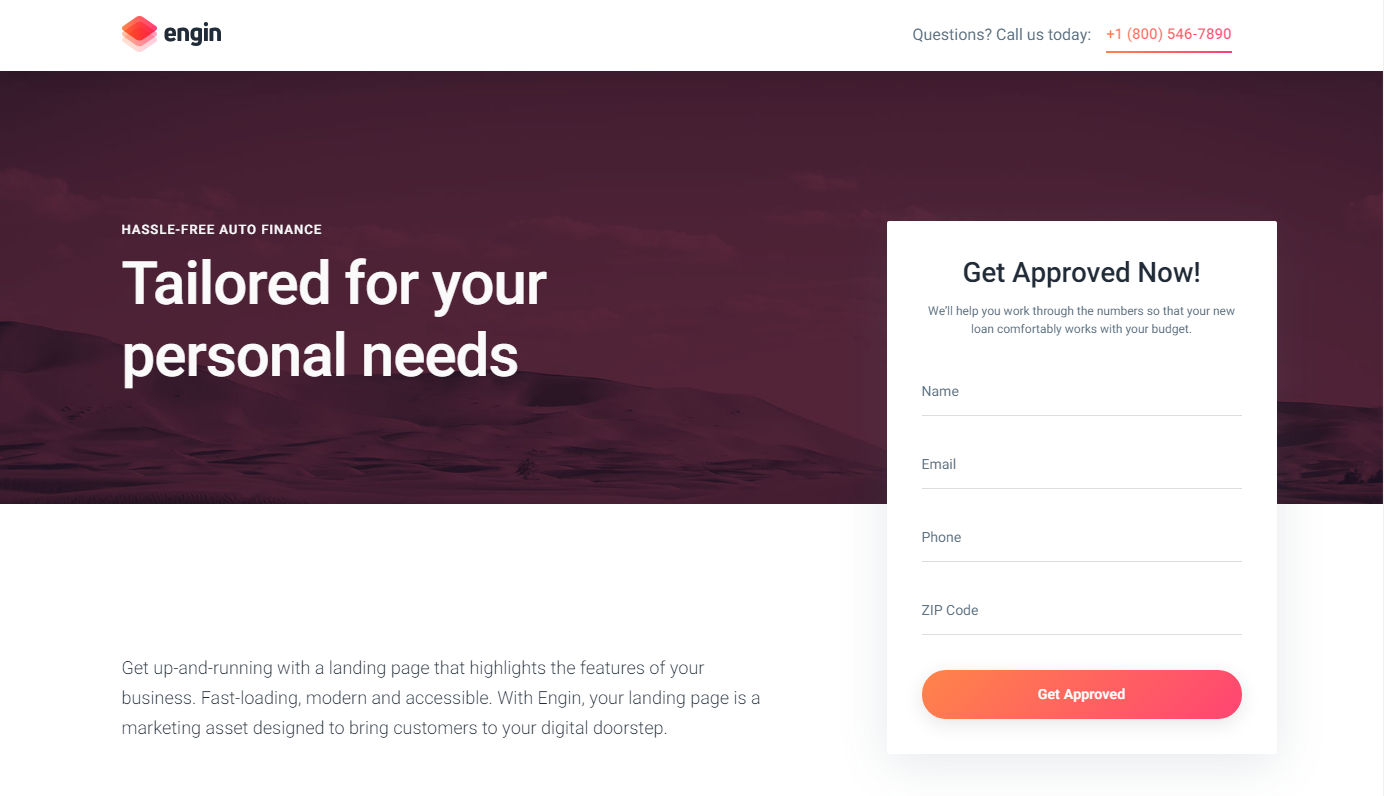 engin
Questions? Call us today: +1 (800) 546-7890
HASSLE-FREE AUTO FINANCE
Tailored for your
personal needs
Get Approved Now!
We'll help you work through the numbers so that your new
loan comfortably works with your budget.
Name
Email
Phone
ZIP Code
Get Approved
Get up-and-running with a landing page that highlights the features of your
business. Fast-loading, modern and accessible. With Engin, your landing page is a
marketing asset designed to bring customers to your digital doorstep.